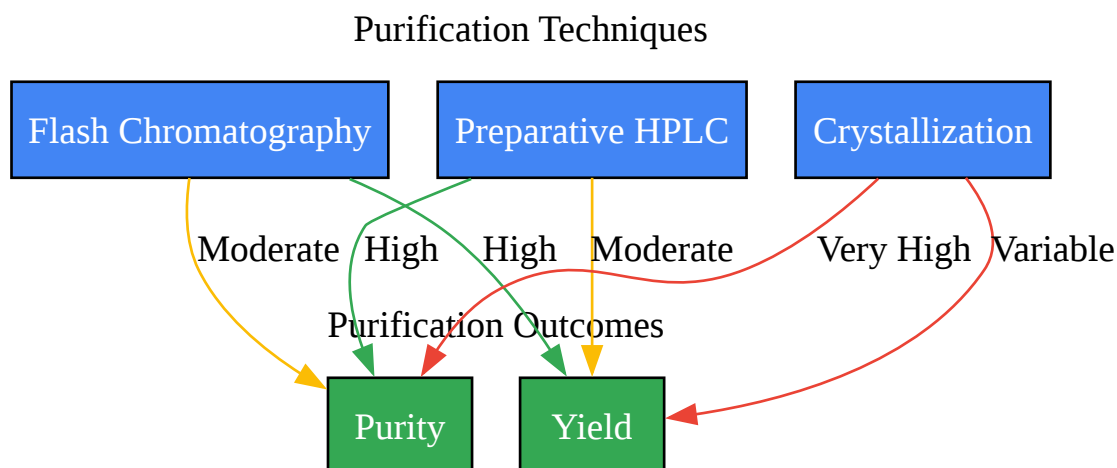 Purification Techniques
Flash Chromatography
Preparative HPLC
Crystallization
Moderate
High
High
Moderate
Very High
Variable
Purification Outcomes
Purity
Yield